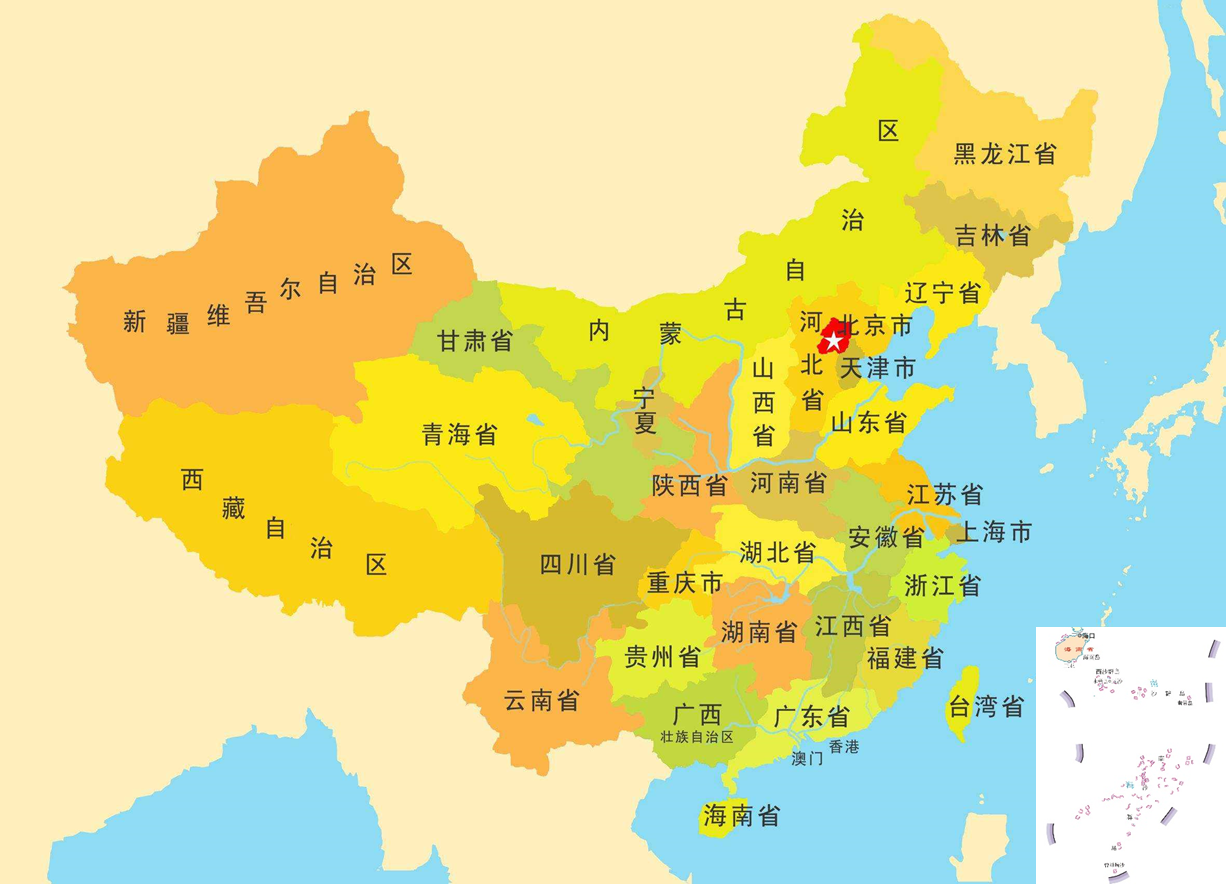 黑龙江省
吉林省
辽宁省
内蒙古自治区
新疆维吾尔自治区
甘肃省
北京市
河北省
天津市
山西省
宁夏
山东省
青海省
陕西省
河南省
西藏自治区
江苏省
上海市
安徽省
湖北省
四川省
重庆市
浙江省
湖南省
江西省
贵州省
福建省
云南省
广西
壮族自治区
广东省
台湾省
香港
澳门
海南省
海口
海南省